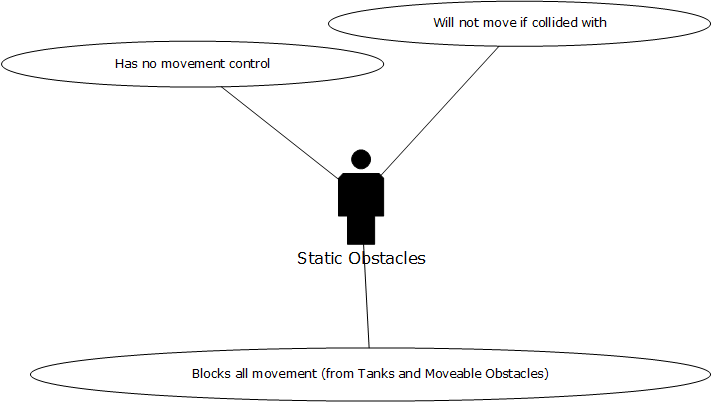 Will not move if collided with
Has no movement control
Static Obstacles
Blocks all movement (from Tanks and Moveable Obstacles)